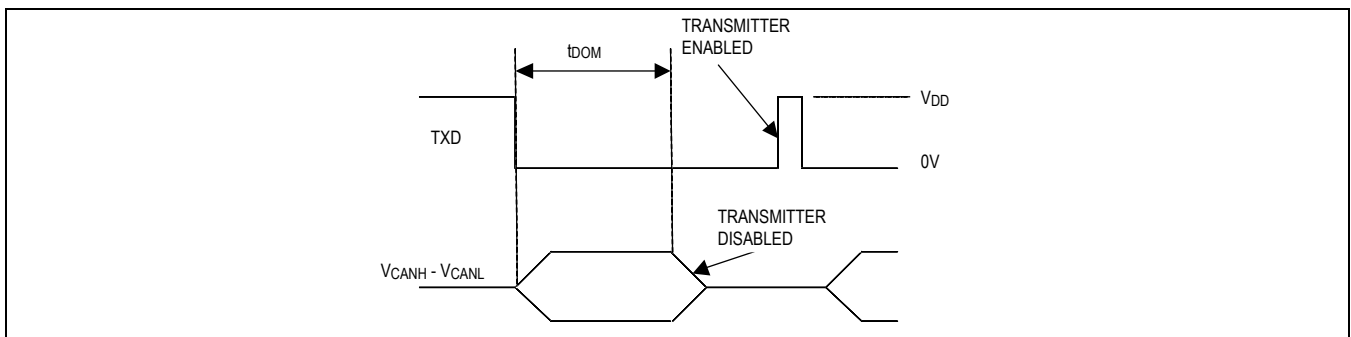 TRANSMITTER
ENABLED
tDOM
VDD
TXD
0V
TRANSMITTER
DISABLED
VCANH - VCANL